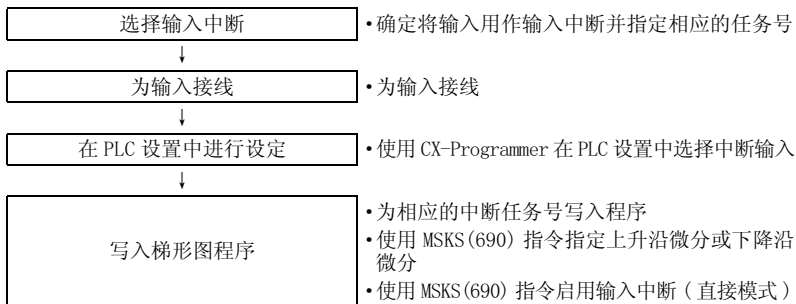 选择输入中断
•确定将输入用作输入中断并指定相应的任务号
↓
为输入接线
•为输入接线
↓
在 PLC 设置中进行设定
•使用 CX-Programmer 在 PLC 设置中选择中断输入
↓
写入梯形图程序
•为相应的中断任务号写入程序
•使用 MSKS(690) 指令指定上升沿微分或下降沿
微分
•使用 MSKS(690) 指令启用输入中断 ( 直接模式 )